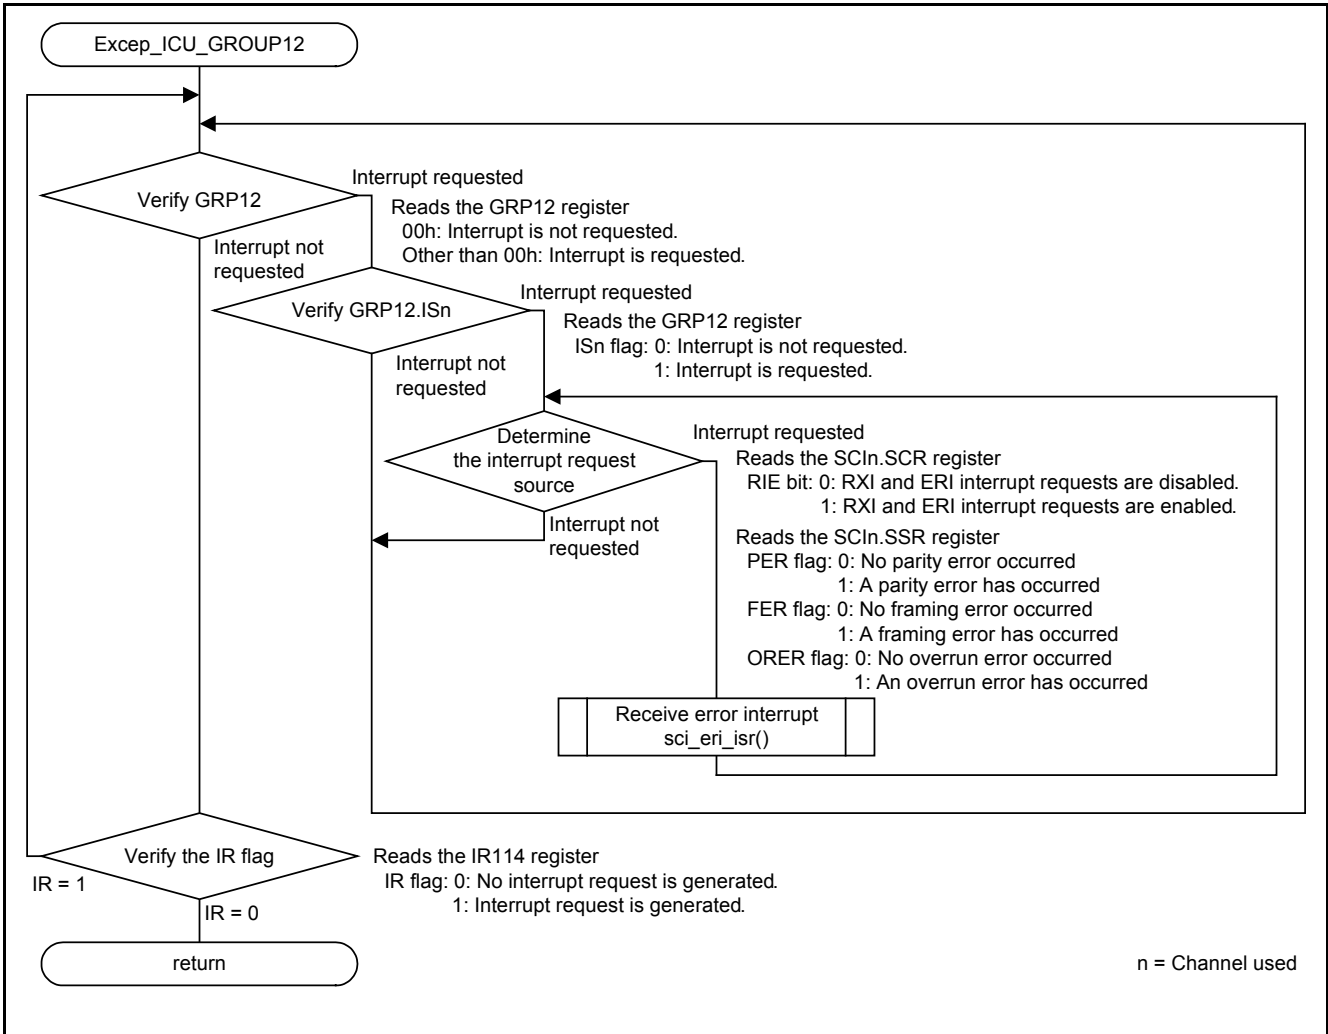 Excep_ICU_GROUP12
Verify GRP12
Interrupt requested
Reads the GRP12 register
00h: Interrupt is not requested.
Other than 00h: Interrupt is requested.
Interrupt not
requested
Verify GRP12.ISn
Interrupt requested
Reads the GRP12 register
ISn flag: 0: Interrupt is not requested.
1: Interrupt is requested.
Interrupt not
requested
Determine
the interrupt request
source
Interrupt requested
Reads the SCIn.SCR register
RIE bit: 0: RXI and ERI interrupt requests are disabled.
1: RXI and ERI interrupt requests are enabled.
Interrupt not
requested
Reads the SCIn.SSR register
PER flag: 0: No parity error occurred
1: A parity error has occurred
FER flag: 0: No framing error occurred
1: A framing error has occurred
ORER flag: 0: No overrun error occurred
1: An overrun error has occurred
Receive error interrupt
sci_eri_isr()
Verify the IR flag
Reads the IR114 register
IR flag: 0: No interrupt request is generated.
1: Interrupt request is generated.
IR = 1
IR = 0
return
n = Channel used